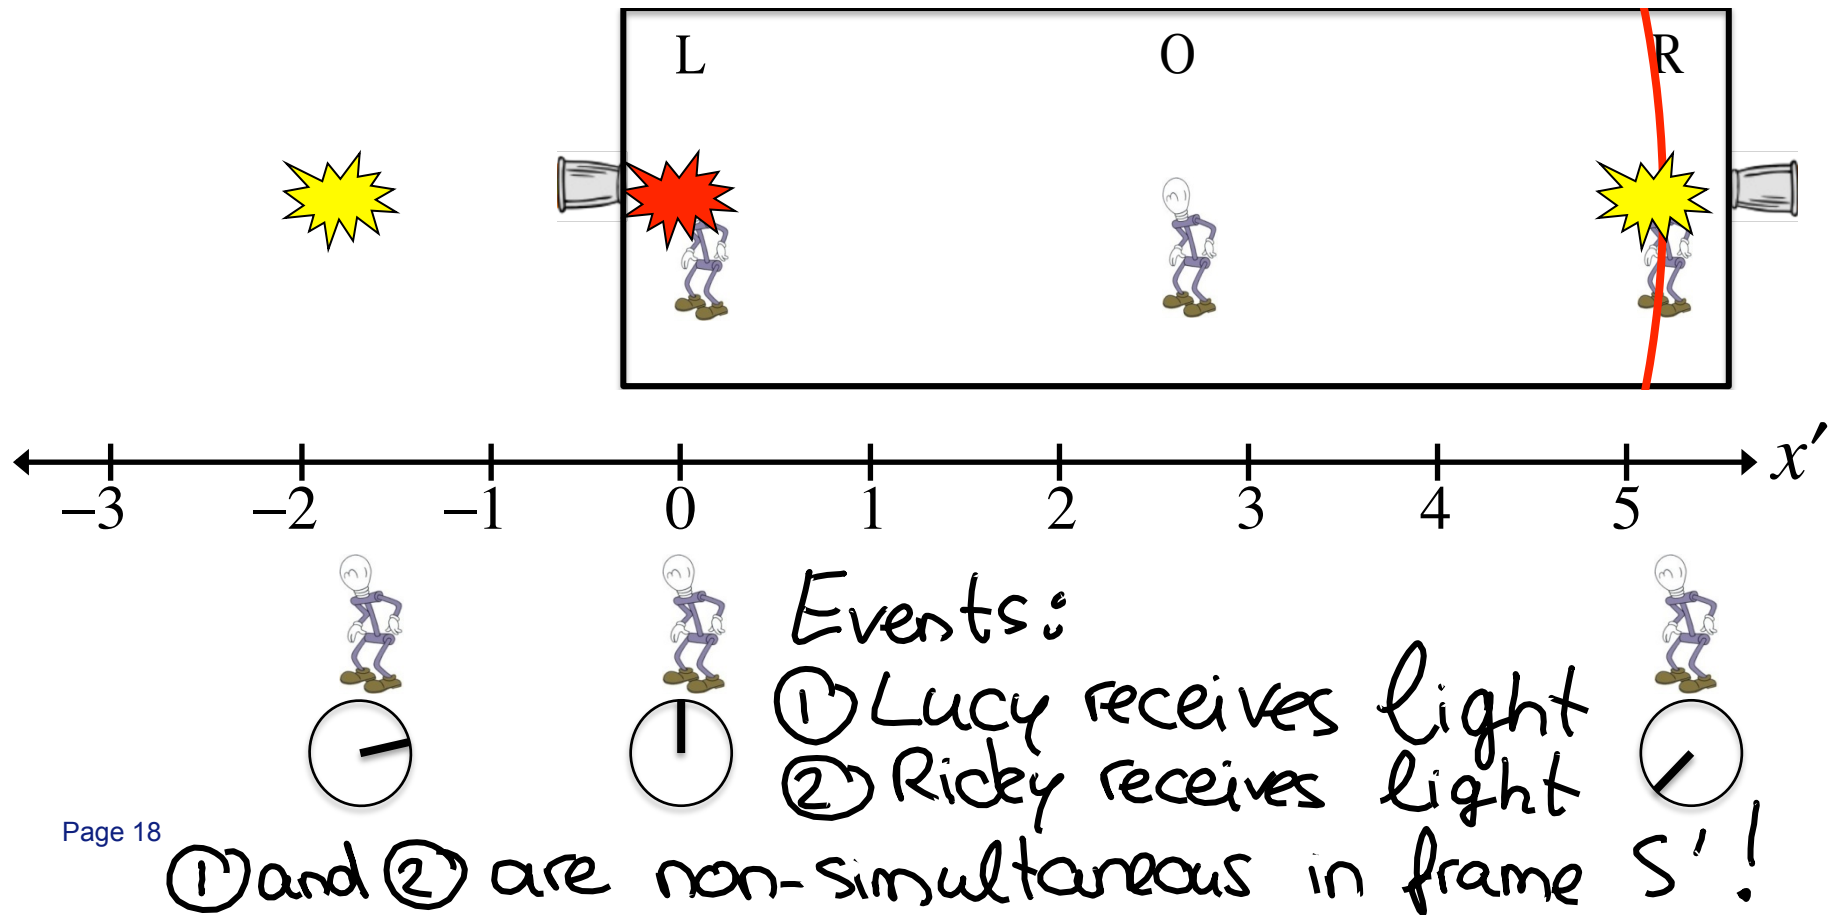 L O R
x′
−3 −2 −1 0 1 2 3 4 5
Events:
① Lucy receives light
② Ricky receives light
Page 18
① and ② are non-simultaneous in frame S'!